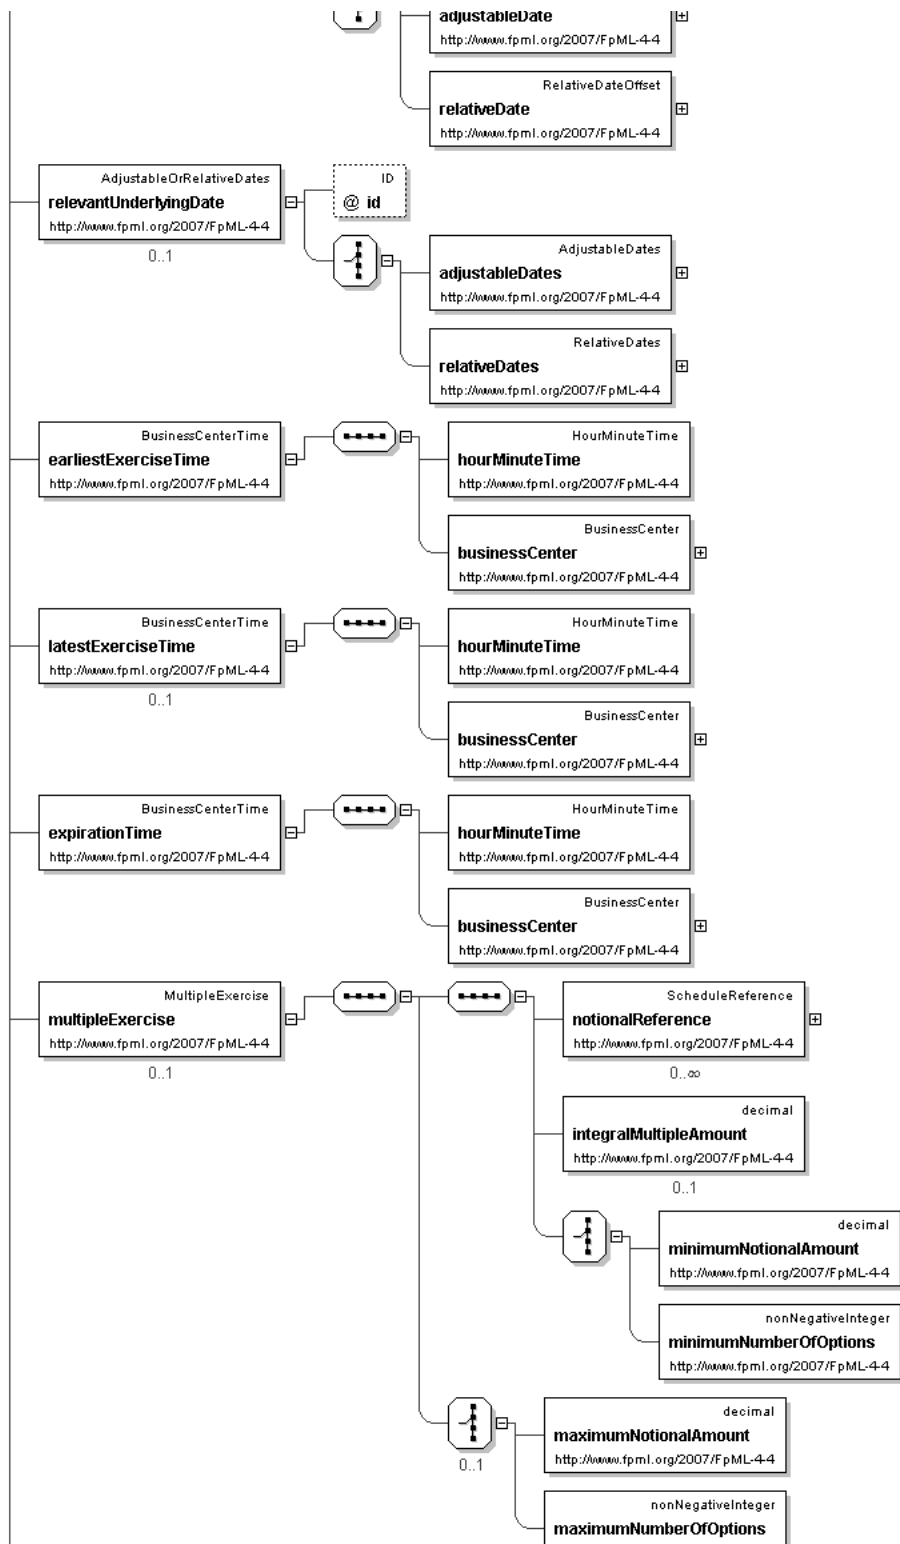 adjustableDate
http://www.fpml.org/2007/FpML-4-4
RelativeDateOffset
relativeDate
http://www.fpml.org/2007/FpML-4-4
AdjustableOrRelativeDates
relevantUnderlyingDate
http://www.fpml.org/2007/FpML-4-4
0..1
ID
@ id
AdjustableDates
adjustableDates
http://www.fpml.org/2007/FpML-4-4
RelativeDates
relativeDates
http://www.fpml.org/2007/FpML-4-4
BusinessCenterTime
earliestExerciseTime
http://www.fpml.org/2007/FpML-4-4
HourMinuteTime
hourMinuteTime
http://www.fpml.org/2007/FpML-4-4
BusinessCenter
businessCenter
http://www.fpml.org/2007/FpML-4-4
BusinessCenterTime
latestExerciseTime
http://www.fpml.org/2007/FpML-4-4
0..1
HourMinuteTime
hourMinuteTime
http://www.fpml.org/2007/FpML-4-4
BusinessCenter
businessCenter
http://www.fpml.org/2007/FpML-4-4
BusinessCenterTime
expirationTime
http://www.fpml.org/2007/FpML-4-4
HourMinuteTime
hourMinuteTime
http://www.fpml.org/2007/FpML-4-4
BusinessCenter
businessCenter
http://www.fpml.org/2007/FpML-4-4
MultipleExercise
multipleExercise
http://www.fpml.org/2007/FpML-4-4
0..1
ScheduleReference
notionalReference
http://www.fpml.org/2007/FpML-4-4
0..∞
decimal
integralMultipleAmount
http://www.fpml.org/2007/FpML-4-4
0..1
decimal
minimumNotionalAmount
http://www.fpml.org/2007/FpML-4-4
nonNegativeInteger
minimumNumberOfOptions
http://www.fpml.org/2007/FpML-4-4
0..1
decimal
maximumNotionalAmount
http://www.fpml.org/2007/FpML-4-4
nonNegativeInteger
maximumNumberOfOptions